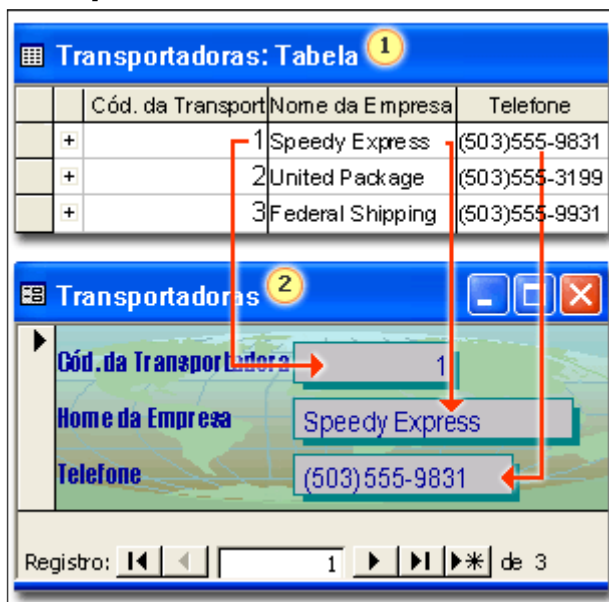 Transportadoras: Tabela 1
Cód. da Transport Nome da Empresa Telefone
1 Speedy Express (503)555-9831
2 United Package (503)555-3199
3 Federal Shipping (503)555-9931
Transportadoras 2
Cód. da Transportadora 1
Nome da Empresa Speedy Express
Telefone (503)555-9831
Registro: 1 de 3